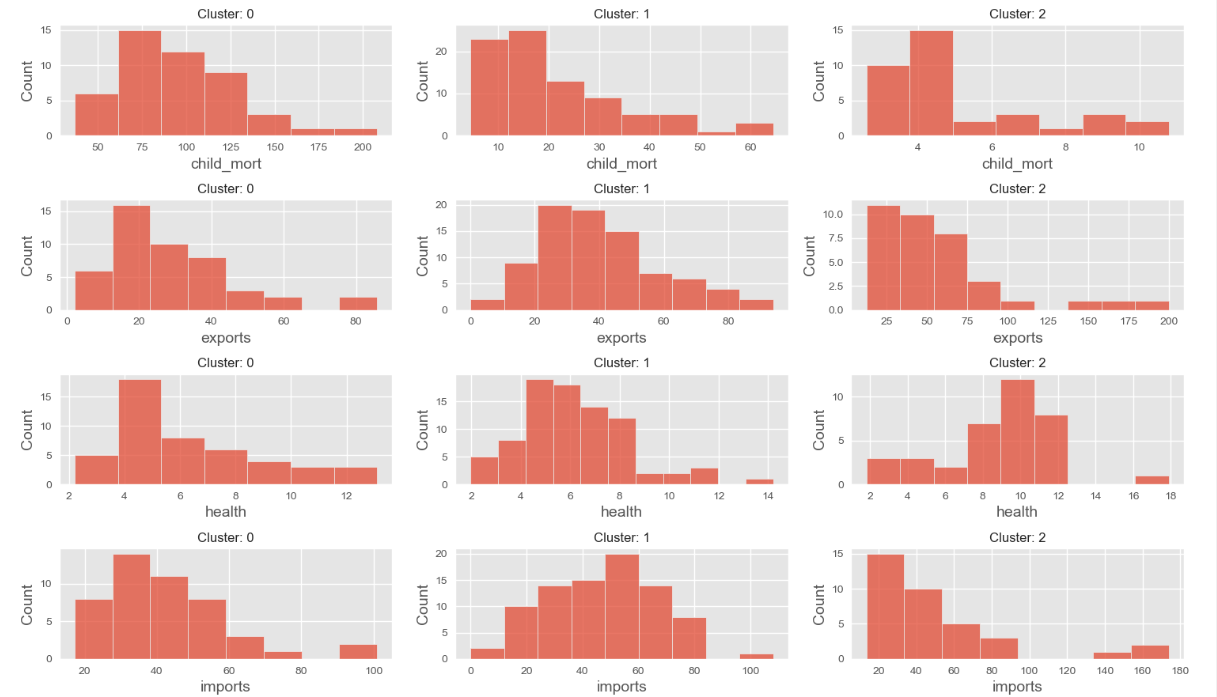 Cluster: 0 Cluster: 1 Cluster: 2
15
10
5
0
Count
50 75 100 125 150 175 200
child_mort
20
10
0
Count
10 20 30 40 50 60
child_mort
15
10
5
0
Count
4 6 8 10
child_mort
Cluster: 0 Cluster: 1 Cluster: 2
15
10
5
0
Count
0 20 40 60 80
exports
20
15
10
5
0
Count
0 20 40 60 80
exports
10.0
7.5
5.0
2.5
0.0
Count
25 50 75 100 125 150 175 200
exports
Cluster: 0 Cluster: 1 Cluster: 2
15
10
5
0
Count
2 4 6 8 10 12
health
15
10
5
0
Count
2 4 6 8 10 12 14
health
10
5
0
Count
2 4 6 8 10 12 14 16 18
health
Cluster: 0 Cluster: 1 Cluster: 2
10
5
0
Count
20 40 60 80 100
imports
20
15
10
5
0
Count
0 20 40 60 80 100
imports
15
10
5
0
Count
20 40 60 80 100 120 140 160 180
imports